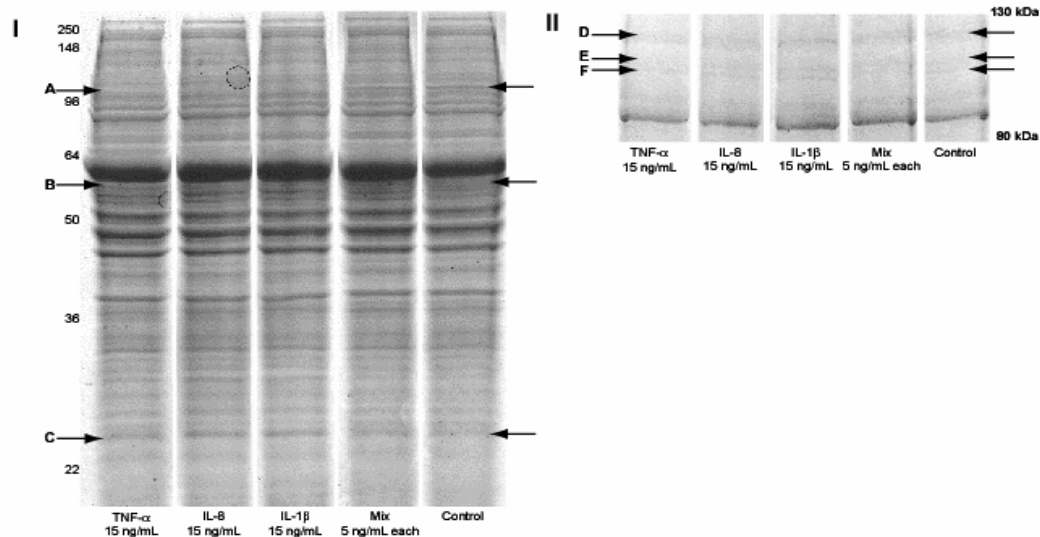 I
250
148
A
98
64
B
50
36
C
22
TNF-α IL-8 IL-1β Mix Control
15 ng/mL 15 ng/mL 15 ng/mL 5 ng/mL each
II
130 kDa
D
E
F
80 kDa
TNF-α IL-8 IL-1β Mix Control
15 ng/mL 15 ng/mL 15 ng/mL 5 ng/mL each